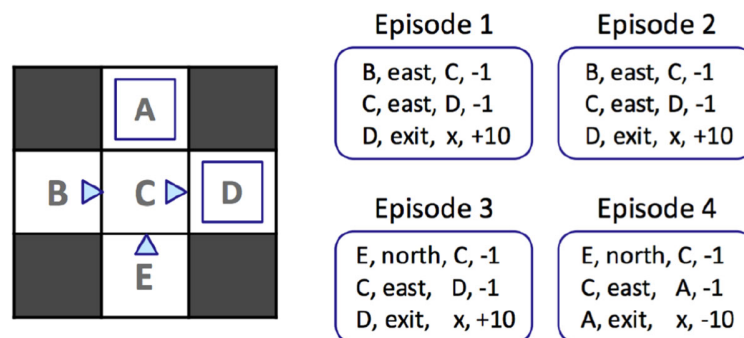 A
B
C
D
E
Episode 1
B, east, C, -1
C, east, D, -1
D, exit, x, +10
Episode 2
B, east, C, -1
C, east, D, -1
D, exit, x, +10
Episode 3
E, north, C, -1
C, east, D, -1
D, exit, x, +10
Episode 4
E, north, C, -1
C, east, A, -1
A, exit, x, -10